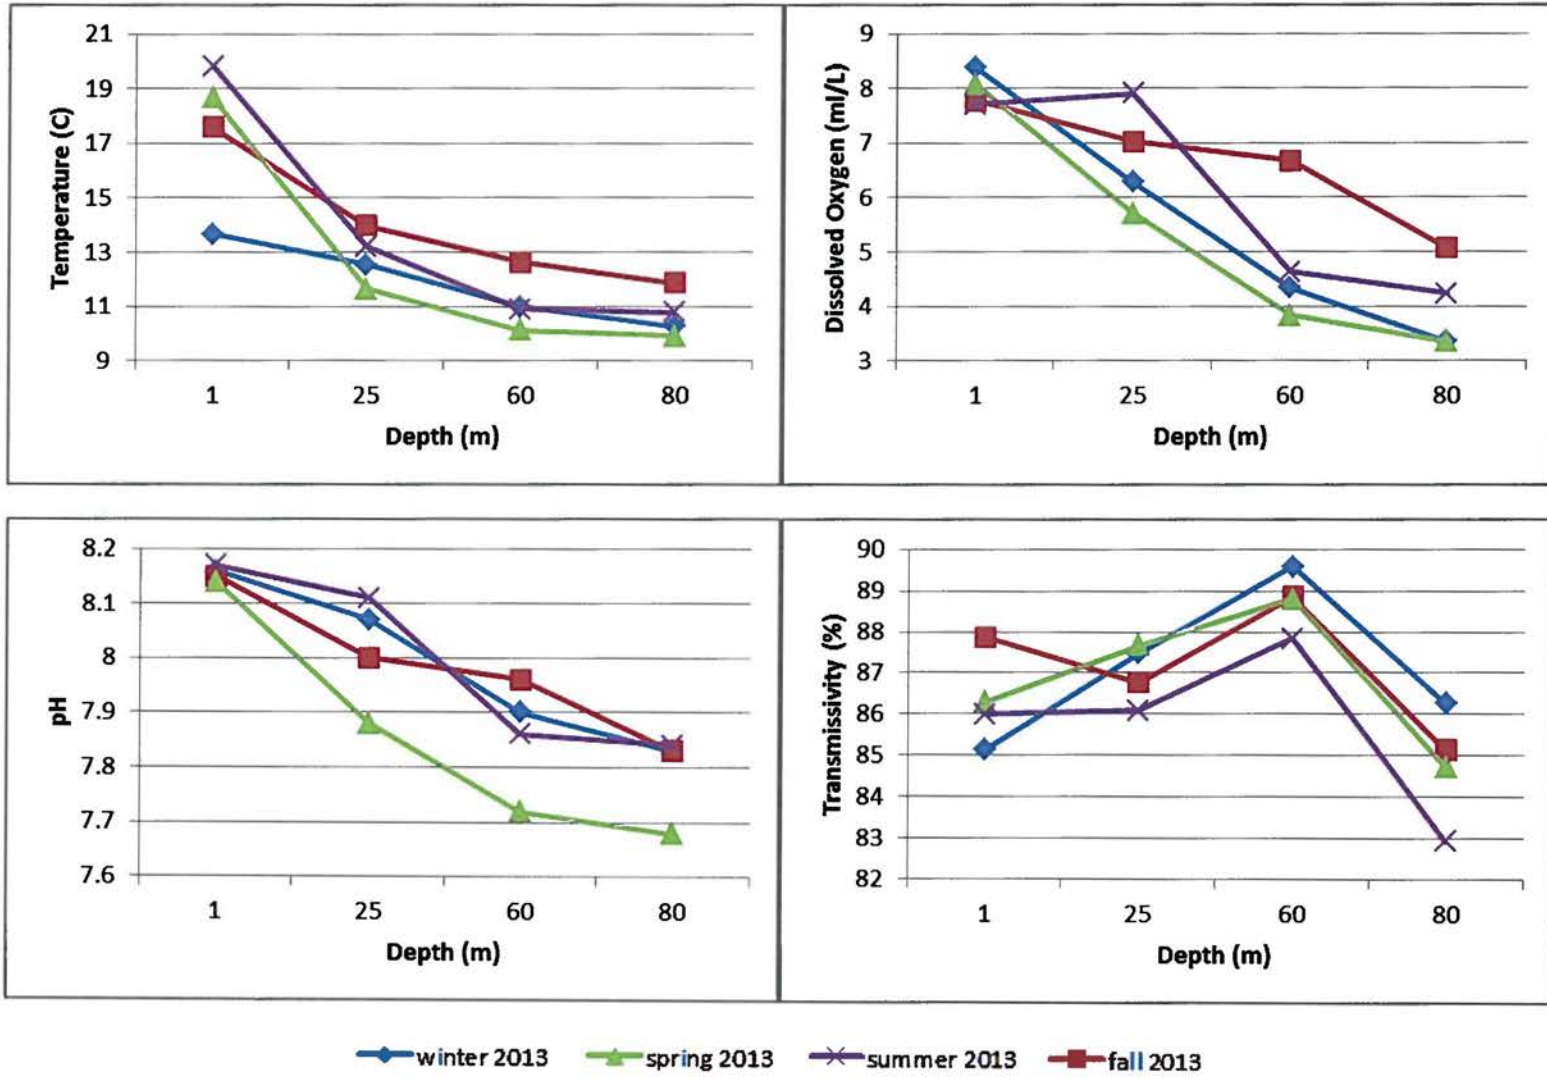 21
19
17
15
13
11
9
Temperature (C)
1 25 60 80
Depth (m)
9
8
7
6
5
4
3
Dissolved Oxygen (ml/L)
1 25 60 80
Depth (m)
8.2
8.1
8
7.9
7.8
7.7
7.6
pH
1 25 60 80
Depth (m)
90
89
88
87
86
85
84
83
82
Transmissivity (%)
1 25 60 80
Depth (m)
winter 2013 spring 2013 summer 2013 fall 2013